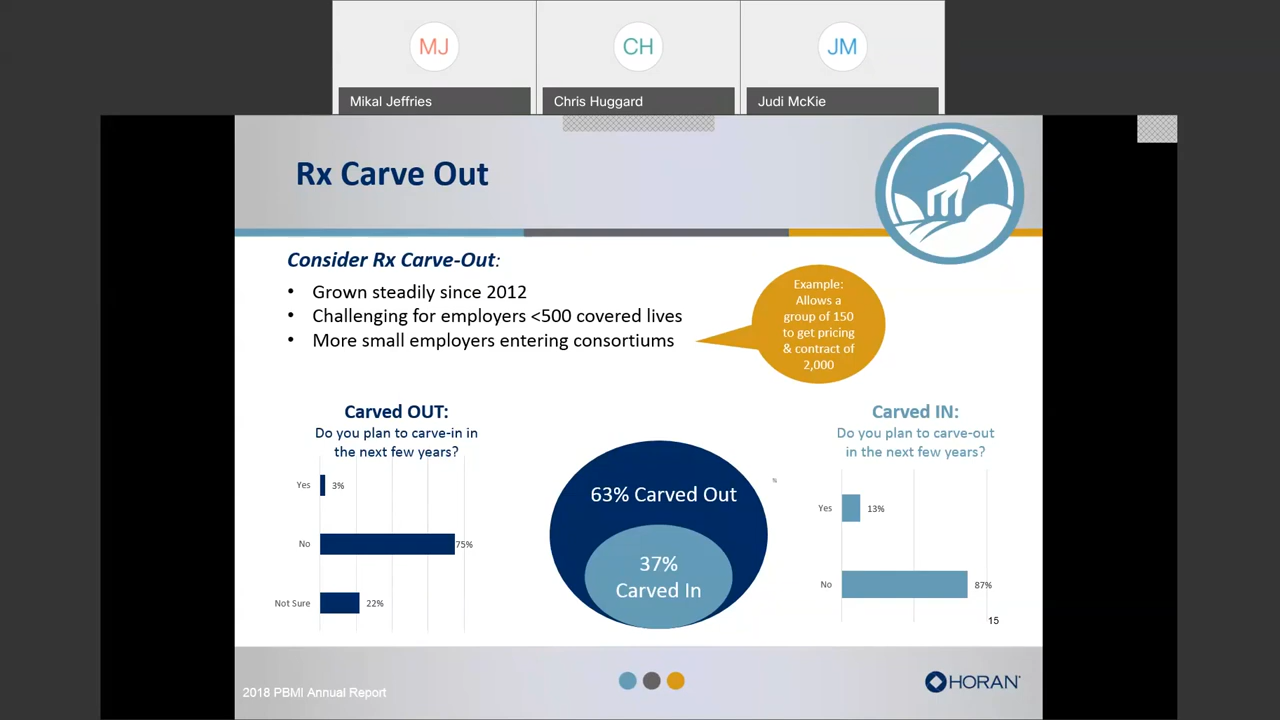 MJ
CH
JM
Mikal Jeffries
Chris Huggard
Judi McKie
Rx Carve Out
Consider Rx Carve-Out:
• Grown steadily since 2012
• Challenging for employers <500 covered lives
• More small employers entering consortiums
Example:
Allows a
group of 150
to get pricing
& contract of
2,000
Carved OUT:
Do you plan to carve-in in
the next few years?
Yes 3%
No 75%
Not Sure 22%
63% Carved Out
37%
Carved In
%
Carved IN:
Do you plan to carve-out
in the next few years?
Yes 13%
No 87%
15
2018 PBMI Annual Report
HORAN